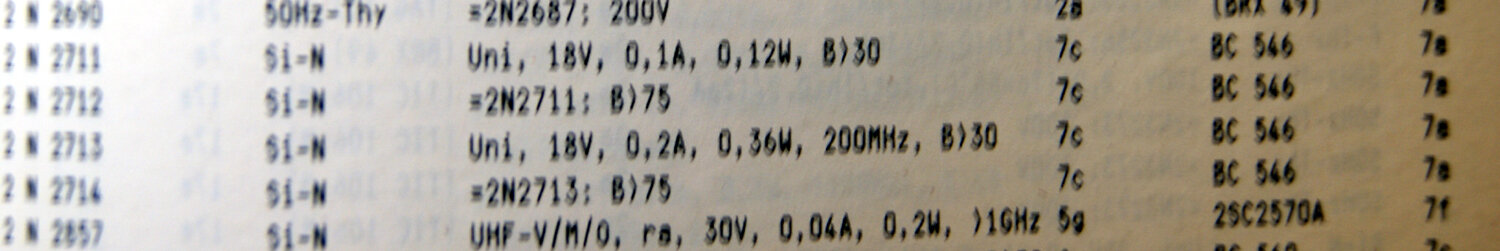 2 N 2690 50Hz-Thy =2N2687: 200V 2a (BRX 49) 7a
2 N 2711 Si-N Uni, 18V, 0,1A, 0,12W, B>30 7c BC 546 7a
2 N 2712 Si-N =2N2711: B>75 7c BC 546 7a
2 N 2713 Si-N Uni, 18V, 0,2A, 0,36W, 200MHz, B>30 7c BC 546 7a
2 N 2714 Si-N =2N2713: B>75 7c BC 546 7a
2 N 2857 Si-N UHF-V/M/O, ra, 30V, 0,04A, 0,2W, >1GHz 5g 2SC2570A 7f